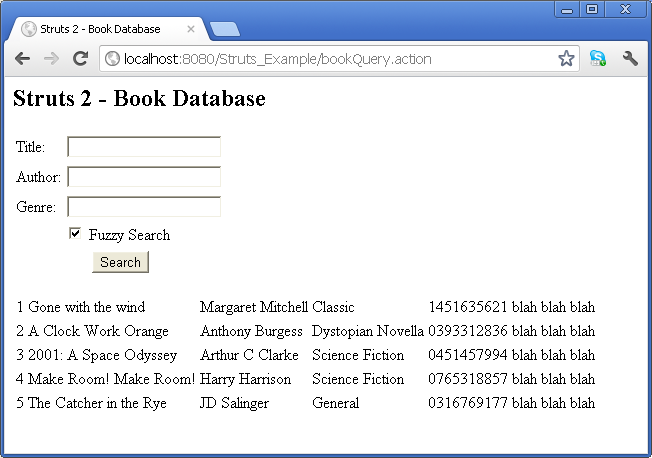 Struts 2 - Book Database
localhost:8080/Struts_Example/bookQuery.action
Struts 2 - Book Database
Title:
Author:
Genre:
Fuzzy Search
Search
1 Gone with the wind Margaret Mitchell Classic 1451635621 blah blah blah
2 A Clock Work Orange Anthony Burgess Dystopian Novella 0393312836 blah blah blah
3 2001: A Space Odyssey Arthur C Clarke Science Fiction 0451457994 blah blah blah
4 Make Room! Make Room! Harry Harrison Science Fiction 0765318857 blah blah blah
5 The Catcher in the Rye JD Salinger General 0316769177 blah blah blah